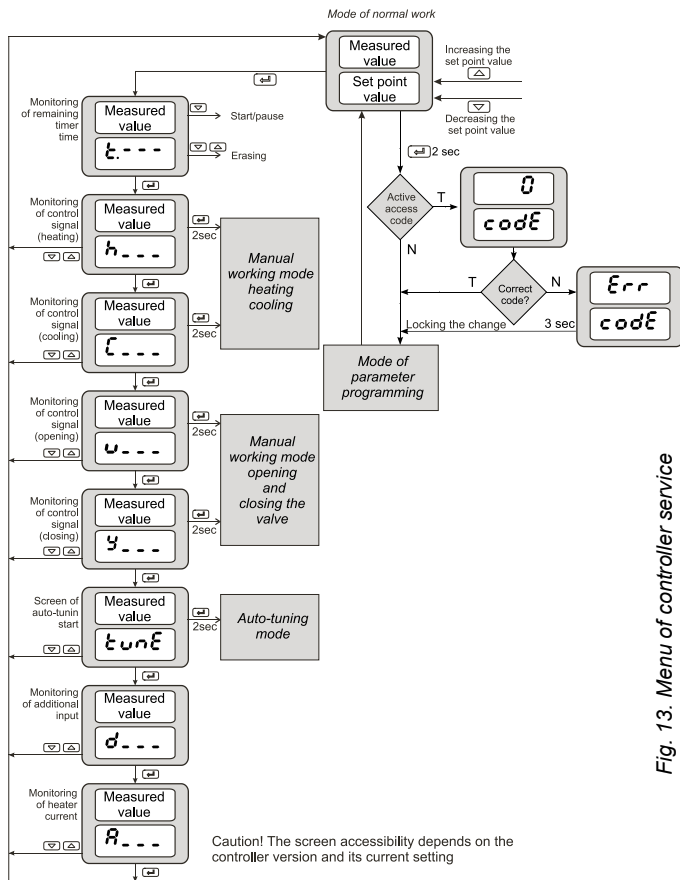 Mode of normal work
Measured
value
Set point
value
Increasing the
set point value
Decreasing the
set point value
2 sec
Active
access
code
T
N
0
codE
Correct
code?
T
N
Err
codE
3 sec
Locking the change
Mode of
parameter
programming
Monitoring
of remaining
timer
time
Measured
value
t.---
Start/pause
Erasing
Monitoring
of control
signal
(heating)
Measured
value
h---
2sec
Manual
working mode
heating
cooling
Monitoring
of control
signal
(cooling)
Measured
value
C---
2sec
Monitoring
of control
signal
(opening)
Measured
value
u---
2sec
Manual
working mode
opening
and
closing the
valve
Monitoring
of control
signal
(closing)
Measured
value
y---
2sec
Screen of
auto-tunin
start
Measured
value
tunE
2sec
Auto-tuning
mode
Monitoring
of additional
input
Measured
value
d---
Monitoring
of heater
current
Measured
value
A---
Caution! The screen accessibility depends on the
controller version and its current setting
Fig. 13. Menu of controller service